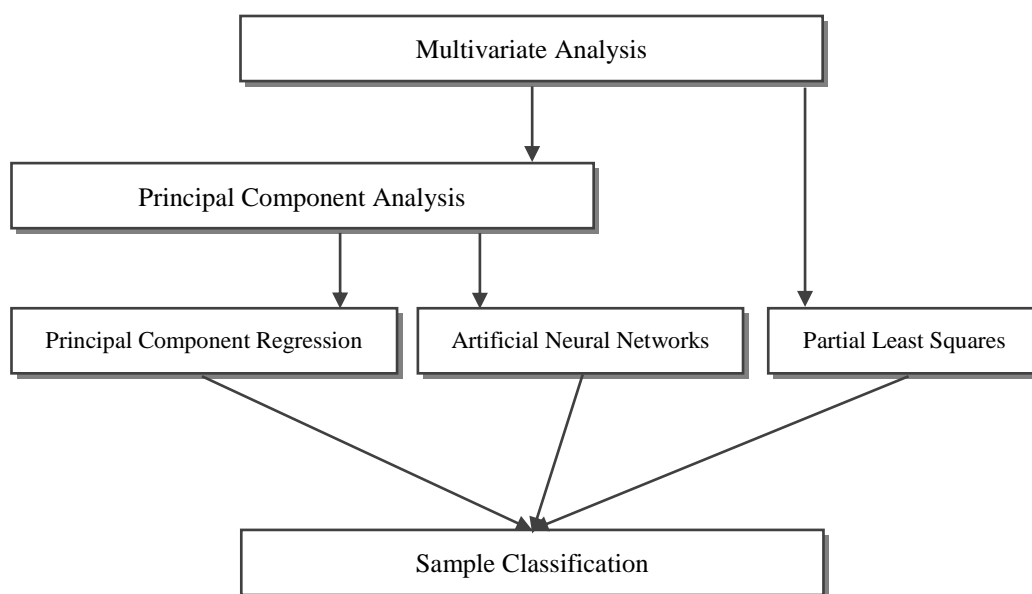 Multivariate Analysis
Principal Component Analysis
Principal Component Regression
Artificial Neural Networks
Partial Least Squares
Sample Classification